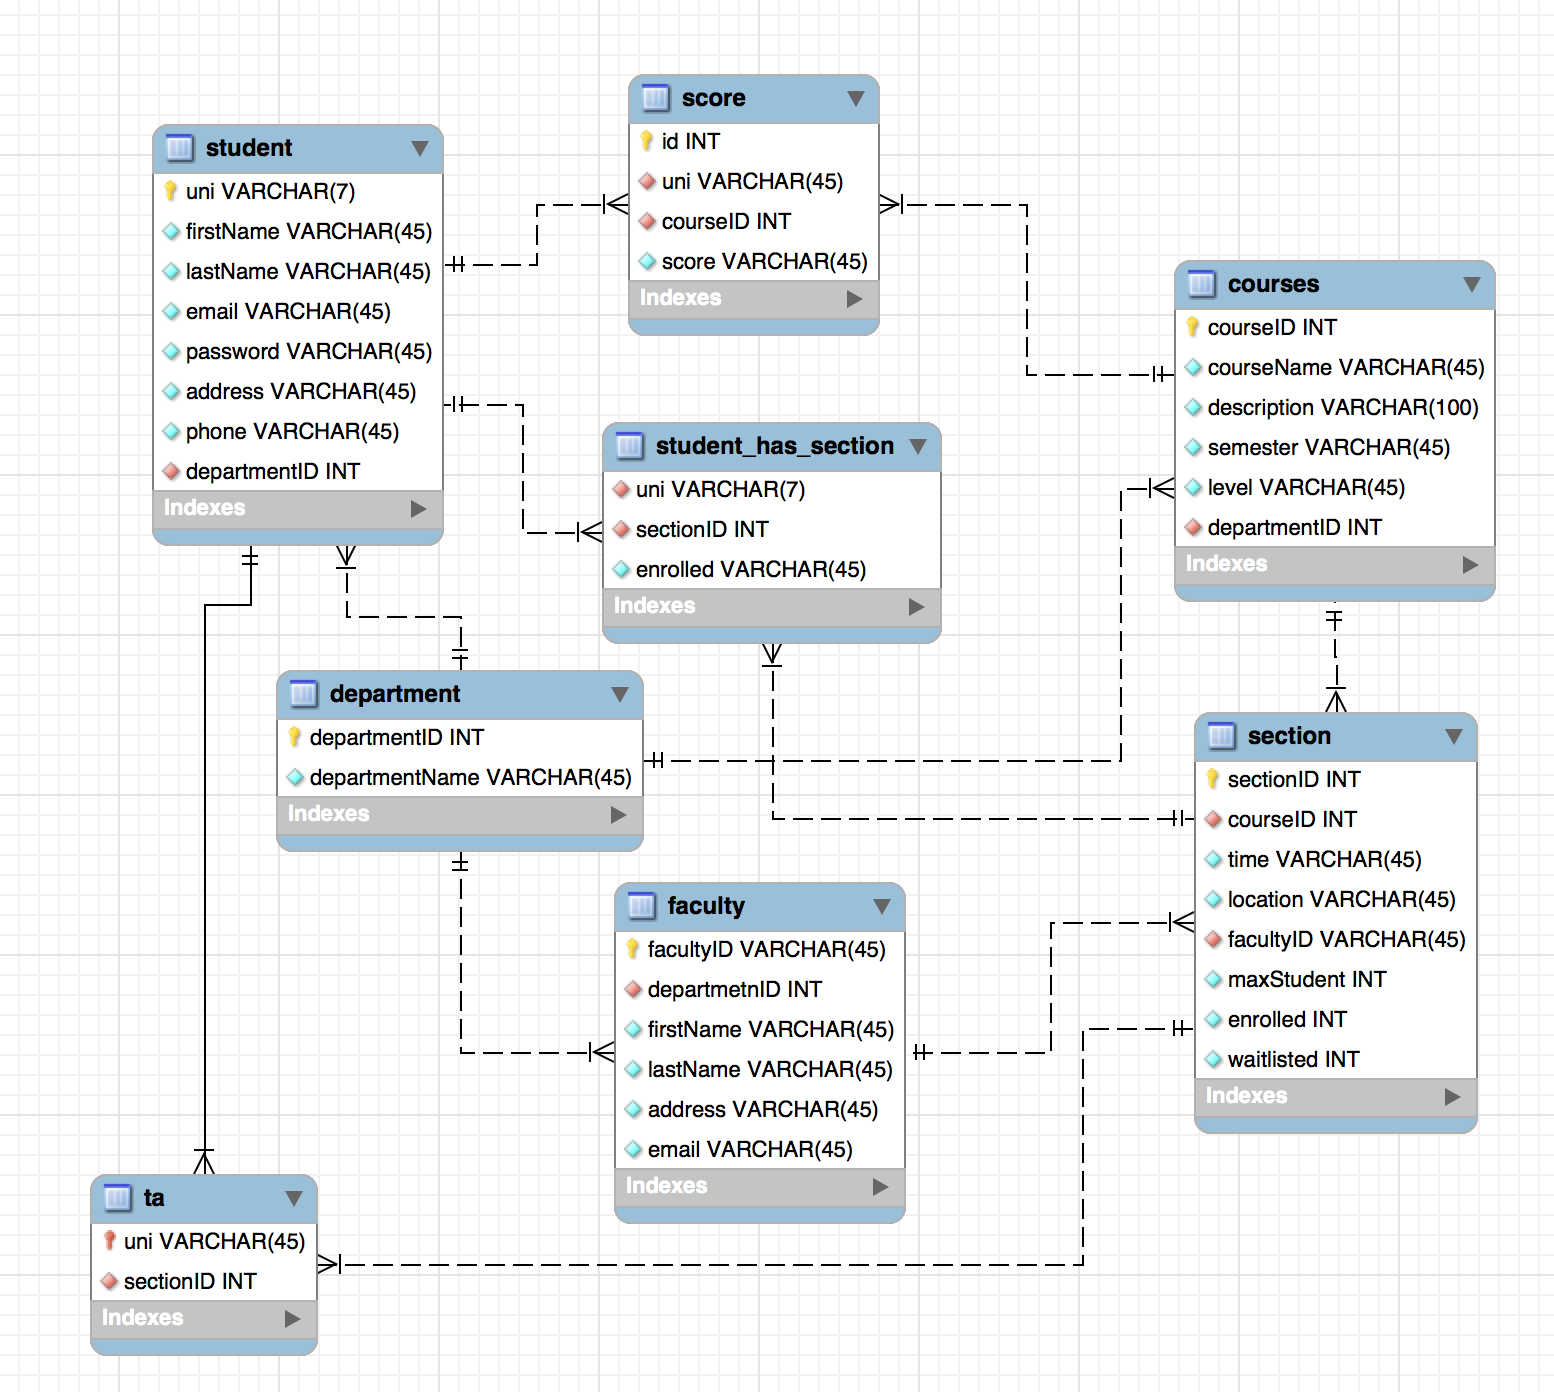 score
id INT
uni VARCHAR(45)
courseID INT
score VARCHAR(45)
Indexes
student
uni VARCHAR(7)
firstName VARCHAR(45)
lastName VARCHAR(45)
email VARCHAR(45)
password VARCHAR(45)
address VARCHAR(45)
phone VARCHAR(45)
departmentID INT
Indexes
courses
courseID INT
courseName VARCHAR(45)
description VARCHAR(100)
semester VARCHAR(45)
level VARCHAR(45)
departmentID INT
Indexes
student_has_section
uni VARCHAR(7)
sectionID INT
enrolled VARCHAR(45)
Indexes
department
departmentID INT
departmentName VARCHAR(45)
Indexes
section
sectionID INT
courseID INT
time VARCHAR(45)
location VARCHAR(45)
facultyID VARCHAR(45)
maxStudent INT
enrolled INT
waitlisted INT
Indexes
faculty
facultyID VARCHAR(45)
departmetnID INT
firstName VARCHAR(45)
lastName VARCHAR(45)
address VARCHAR(45)
email VARCHAR(45)
Indexes
ta
uni VARCHAR(45)
sectionID INT
Indexes